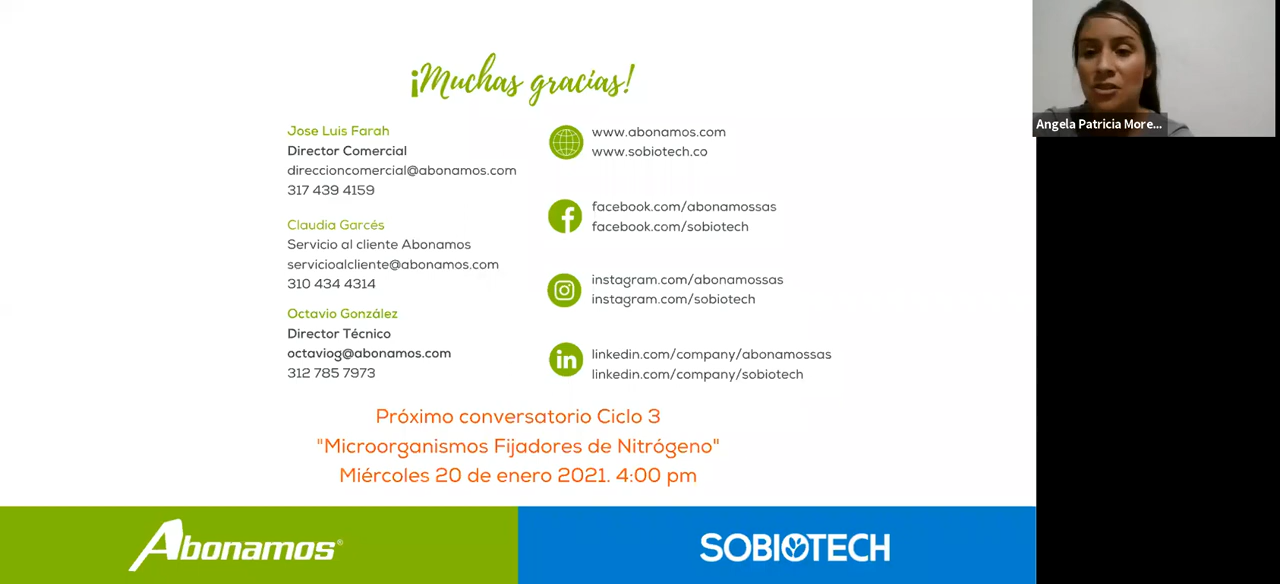 ¡Muchas gracias!
Jose Luis Farah
Director Comercial
direccioncomercial@abonamos.com
317 439 4159
Claudia Garcés
Servicio al cliente Abonamos
servicioalcliente@abonamos.com
310 434 4314
Octavio González
Director Técnico
octaviog@abonamos.com
312 785 7973
www.abonamos.com
www.sobiotech.co
facebook.com/abonamossas
facebook.com/sobiotech
instagram.com/abonamossas
instagram.com/sobiotech
linkedin.com/company/abonamossas
linkedin.com/company/sobiotech
Próximo conversatorio Ciclo 3
"Microorganismos Fijadores de Nitrógeno"
Miércoles 20 de enero 2021. 4:00 pm
Abonamos®
SOBIOTECH
Angela Patricia More...